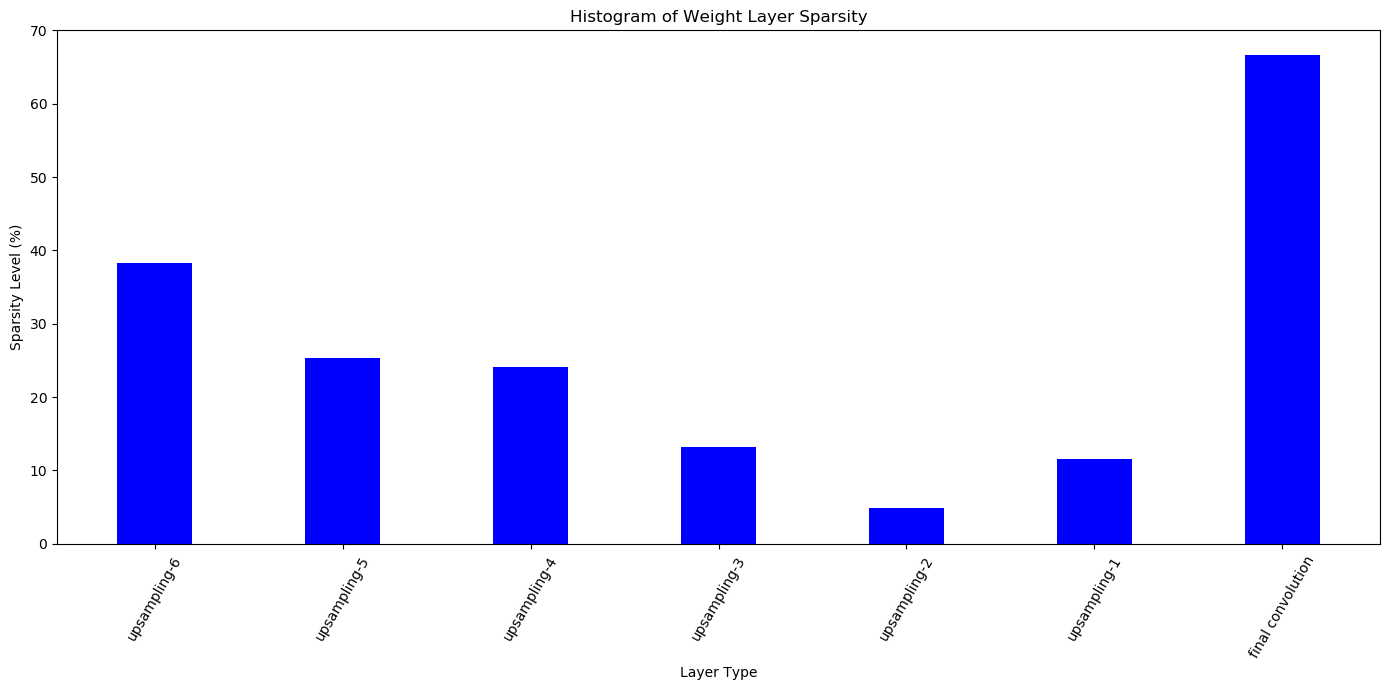 Histogram of Weight Layer Sparsity
70
60
50
40
30
20
10
0
Sparsity Level (%)
upsampling-6
upsampling-5
upsampling-4
upsampling-3
upsampling-2
upsampling-1
final convolution
Layer Type